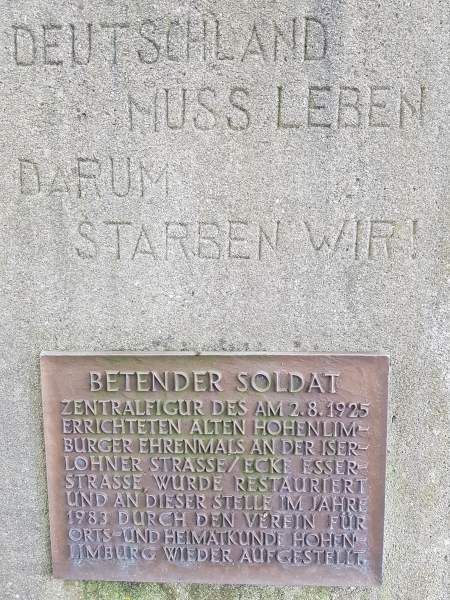 DEUTSCHLAND
MUSS LEBEN
DARUM
STARBEN WIR!
BETENDER SOLDAT
ZENTRALFIGUR DES AM 2.8.1925
ERRICHTETEN ALTEN HOHENLIM-
BURGER EHRENMALS AN DER ISER-
LOHNER STRASSE/ECKE ESSER-
STRASSE, WURDE RESTAURIERT
UND AN DIESER STELLE IM JAHRE
1983 DURCH DEN VEREIN FÜR
ORTS- UND HEIMATKUNDE HOHEN-
LIMBURG WIEDER AUFGESTELLT.